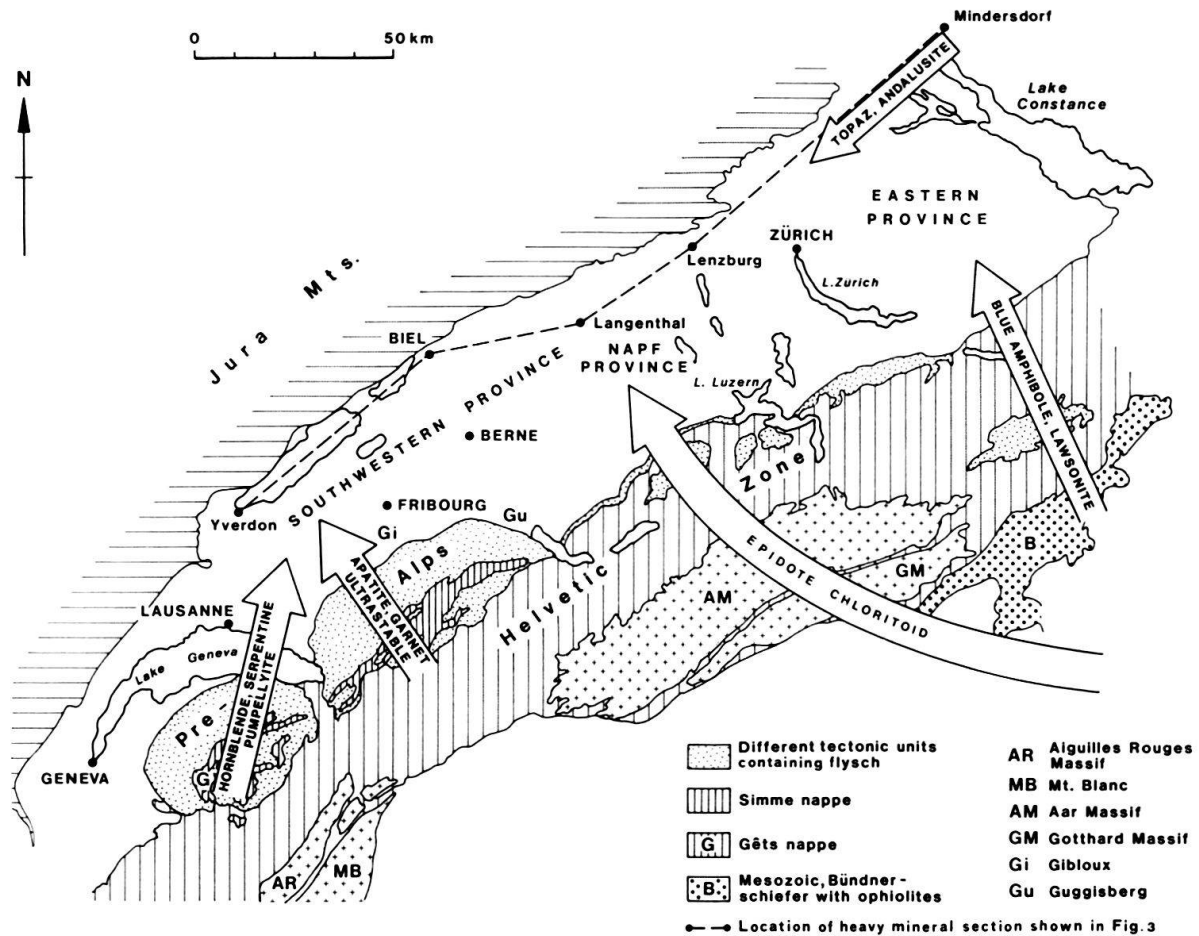 0 50 km
Mindersdorf
N
TOPAZ, ANDALUSITE
Lake
Constance
EASTERN
PROVINCE
ZÜRICH
Lenzburg
L.Zürich
Jura Mts.
BIEL
Langenthal
NAPF
PROVINCE
L. Luzern
BLUE AMPHIBOLE, LAWSONITE
SOUTHWESTERN PROVINCE
BERNE
Helvetic Zone
Yverdon
FRIBOURG
Gu
Gi
Pre-Alps
APATITE, GARNET
ULTRASTABLE
EPIDOTE
CHLORITOID
B
GM
AM
LAUSANNE
Lake Geneva
HORNBLENDE, SERPENTINE
PUMPELLYITE
G
GENEVA
AR
MB
Different tectonic units
containing flysch
Simme nappe
G Gêts nappe
B Mesozoic, Bündner-
schiefer with ophiolites
Location of heavy mineral section shown in Fig.3
AR Aiguilles Rouges
Massif
MB Mt. Blanc
AM Aar Massif
GM Gotthard Massif
Gi Gibloux
Gu Guggisberg